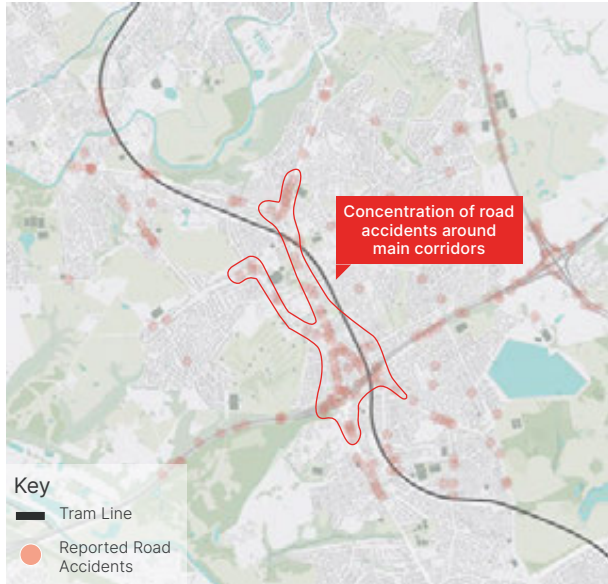 Concentration of road
accidents around
main corridors
Key
Tram Line
Reported Road
Accidents